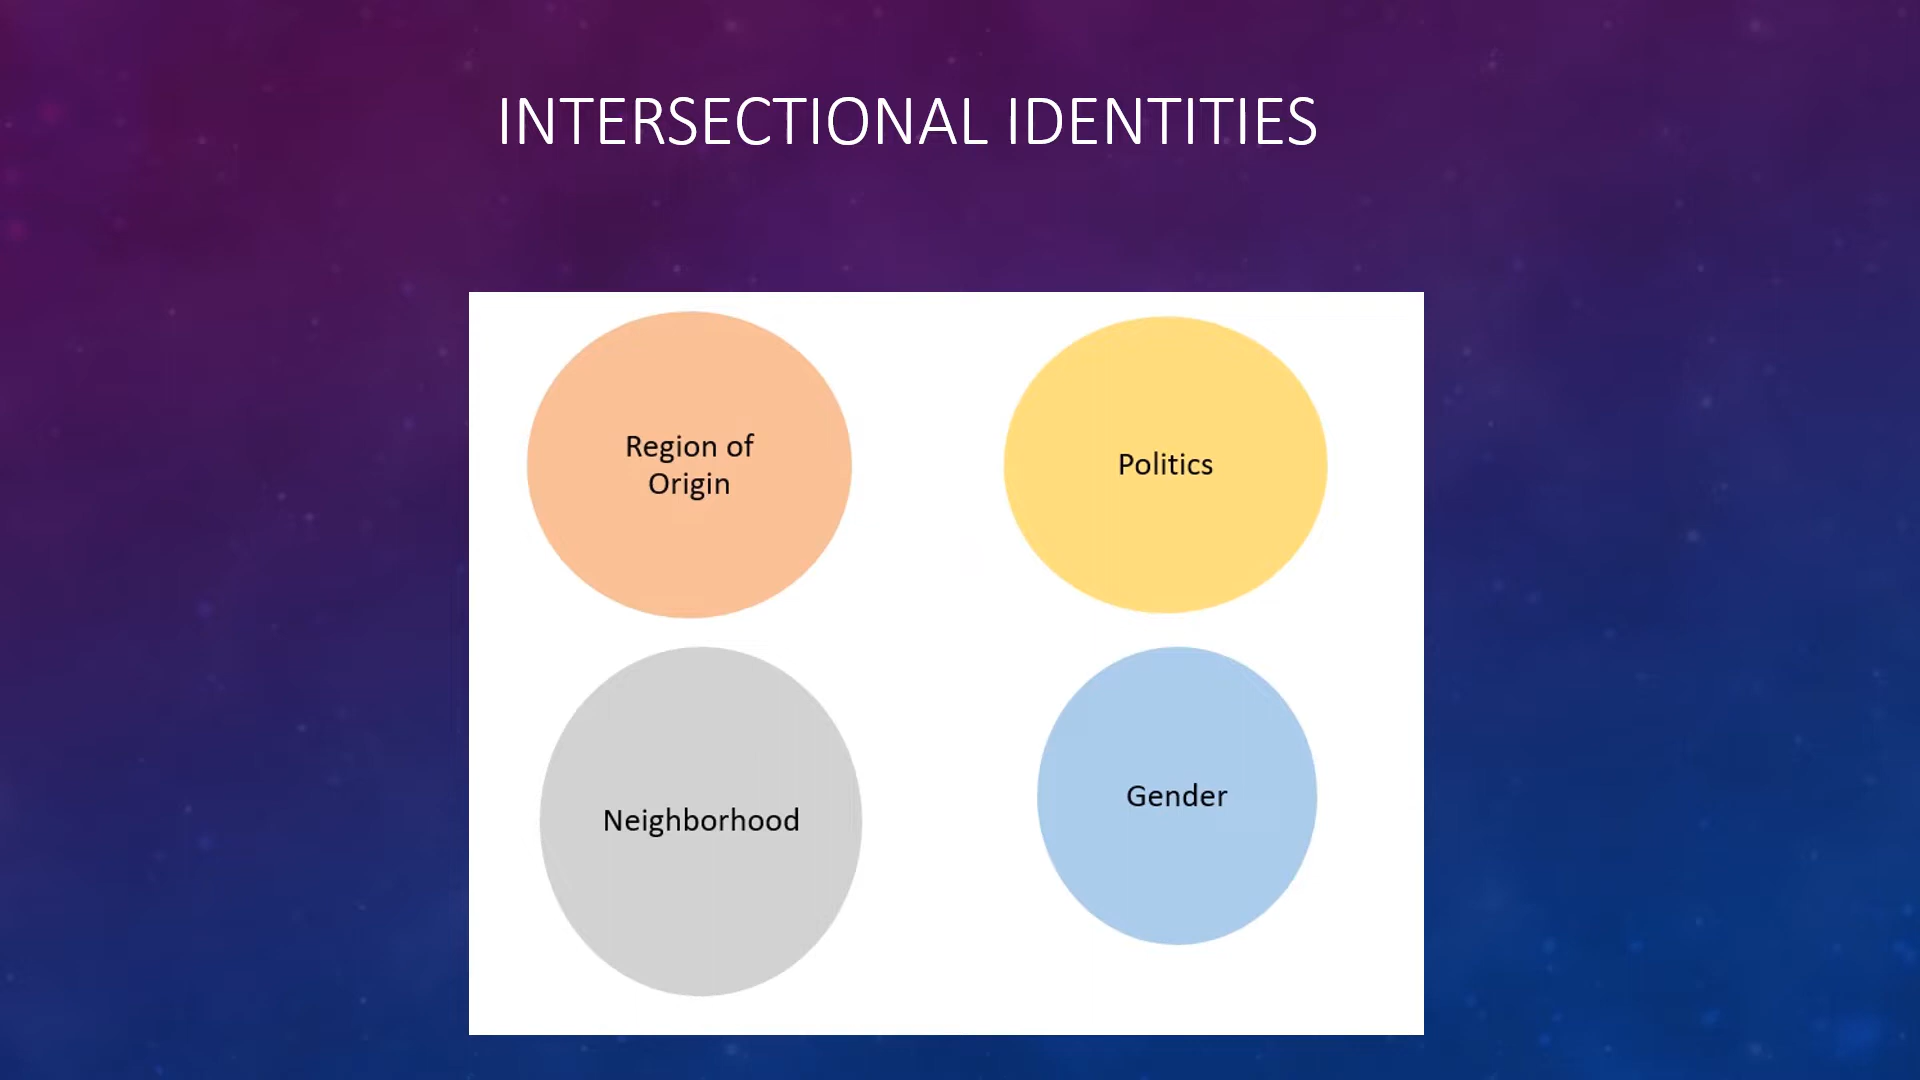 INTERSECTIONAL IDENTITIES
Region of
Origin
Politics
Neighborhood
Gender